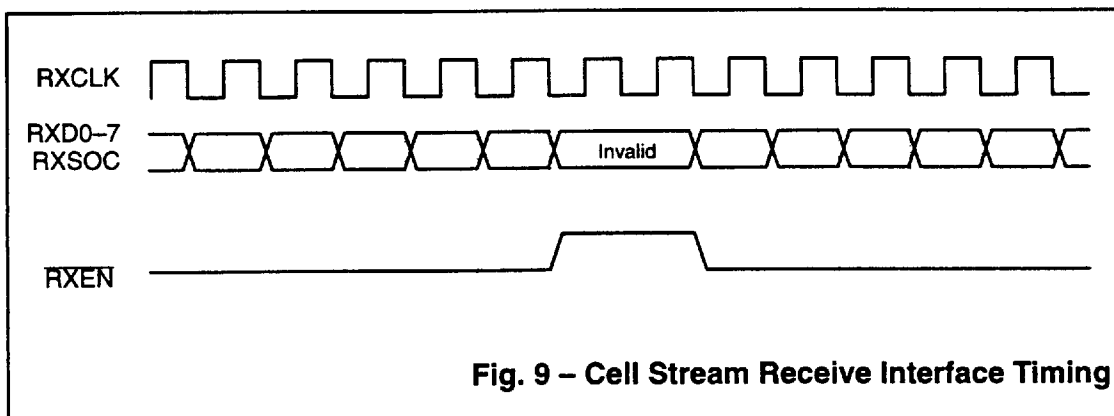 RXCLK
RXD0–7
RXSOC
Invalid
RXEN
Fig. 9 – Cell Stream Receive Interface Timing